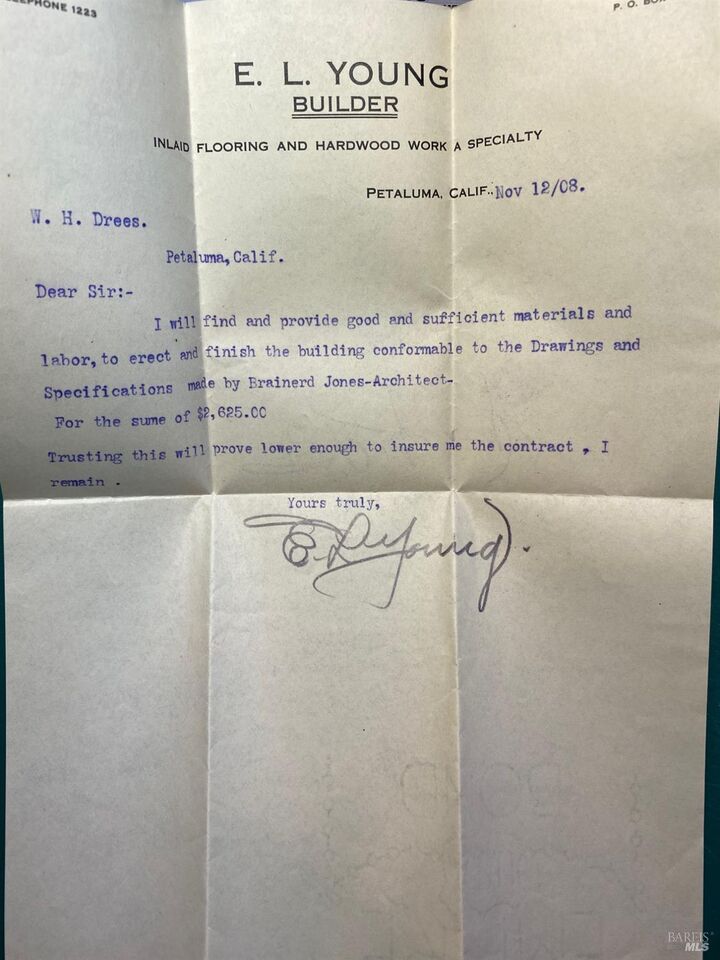 TELEPHONE 1223
P. O. BOX
E. L. YOUNG
BUILDER
INLAID FLOORING AND HARDWOOD WORK A SPECIALTY
PETALUMA, CALIF., Nov 12/08.
W. H. Drees.
Petaluma, Calif.
Dear Sir:-
I will find and provide good and sufficient materials and
labor, to erect and finish the building conformable to the Drawings and
Specifications made by Brainerd Jones-Architect-
For the sume of $2,625.00
Trusting this will prove lower enough to insure me the contract , I
remain .
Yours truly,
E. L. Young.
BAREIS
MLS